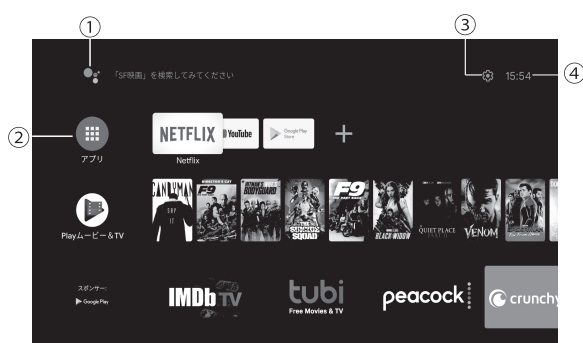 ①
③
「SF映画」を検索してみてください
15:54
④
②
NETFLIX
YouTube
Google Play
Store
アプリ
Netflix
CANDYMAN
F9
BODYGUARD
THE SUICIDE SQUAD
F9
BLACK WIDOW
A QUIET PLACE
VENOM
Playムービー&TV
スポンサー:
Google Play
IMDb TV
tubi
Free Movies & TV
peacock
crunchy